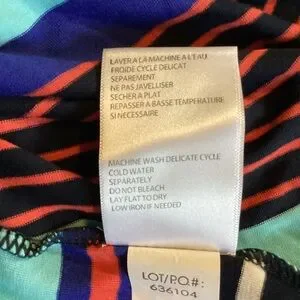 LAVER A LA MACHINE A L'EAU
FROIDE CYCLE DELICAT
SEPAREMENT
NE PAS JAVELLISER
SECHER A PLAT
REPASSER A BASSE TEMPERATURE
SI NECESSAIRE
MACHINE WASH DELICATE CYCLE
COLD WATER
SEPARATELY
DO NOT BLEACH
LAY FLAT TO DRY
LOW IRON IF NEEDED
LOT/P.O.#:
636104